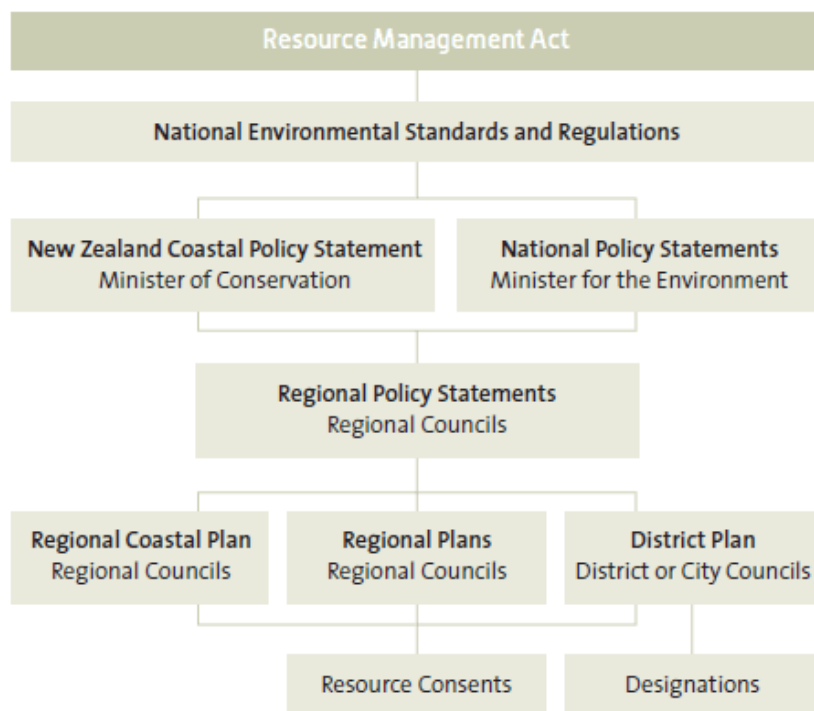 Resource Management Act
National Environmental Standards and Regulations
New Zealand Coastal Policy Statement
Minister of Conservation
National Policy Statements
Minister for the Environment
Regional Policy Statements
Regional Councils
Regional Coastal Plan
Regional Councils
Regional Plans
Regional Councils
District Plan
District or City Councils
Resource Consents
Designations